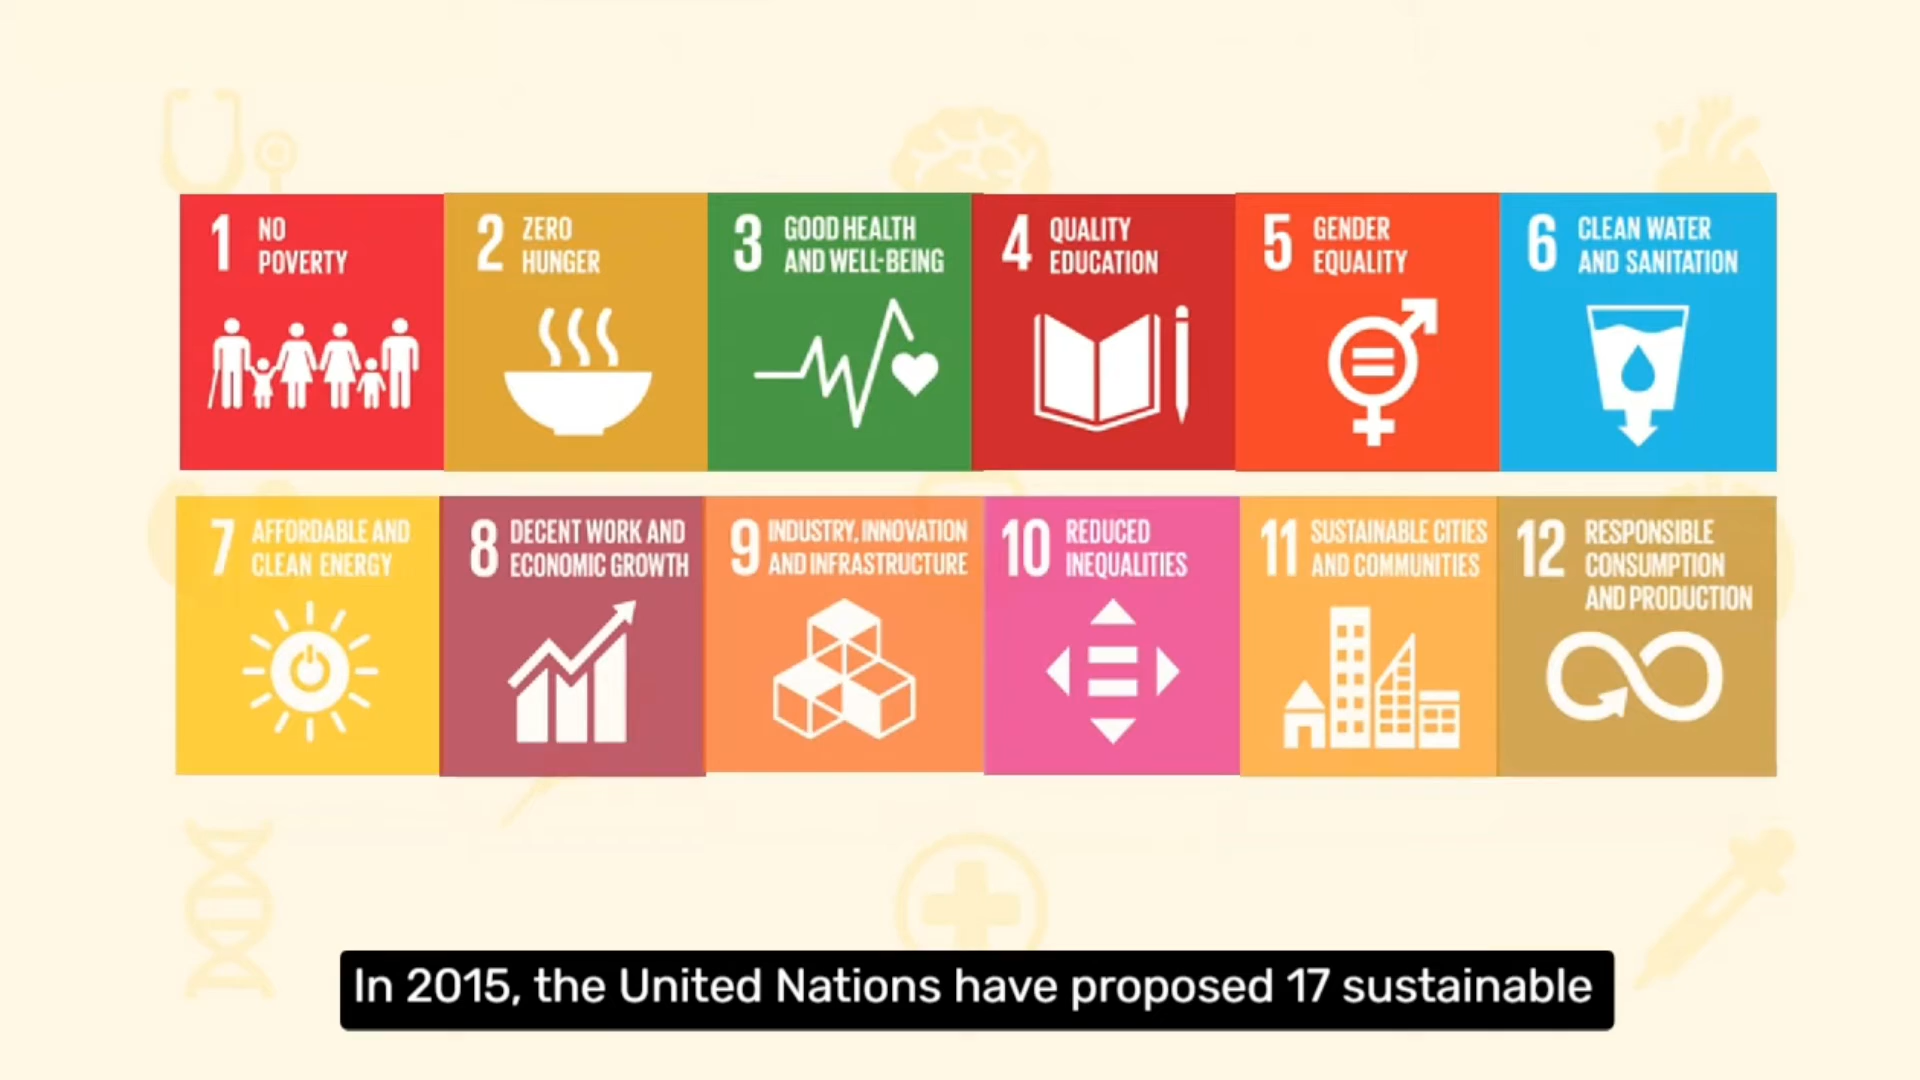 1 NO
POVERTY
2 ZERO
HUNGER
3 GOOD HEALTH
AND WELL-BEING
4 QUALITY
EDUCATION
5 GENDER
EQUALITY
6 CLEAN WATER
AND SANITATION
7 AFFORDABLE AND
CLEAN ENERGY
8 DECENT WORK AND
ECONOMIC GROWTH
9 INDUSTRY, INNOVATION
AND INFRASTRUCTURE
10 REDUCED
INEQUALITIES
11 SUSTAINABLE CITIES
AND COMMUNITIES
12 RESPONSIBLE
CONSUMPTION
AND PRODUCTION
In 2015, the United Nations have proposed 17 sustainable